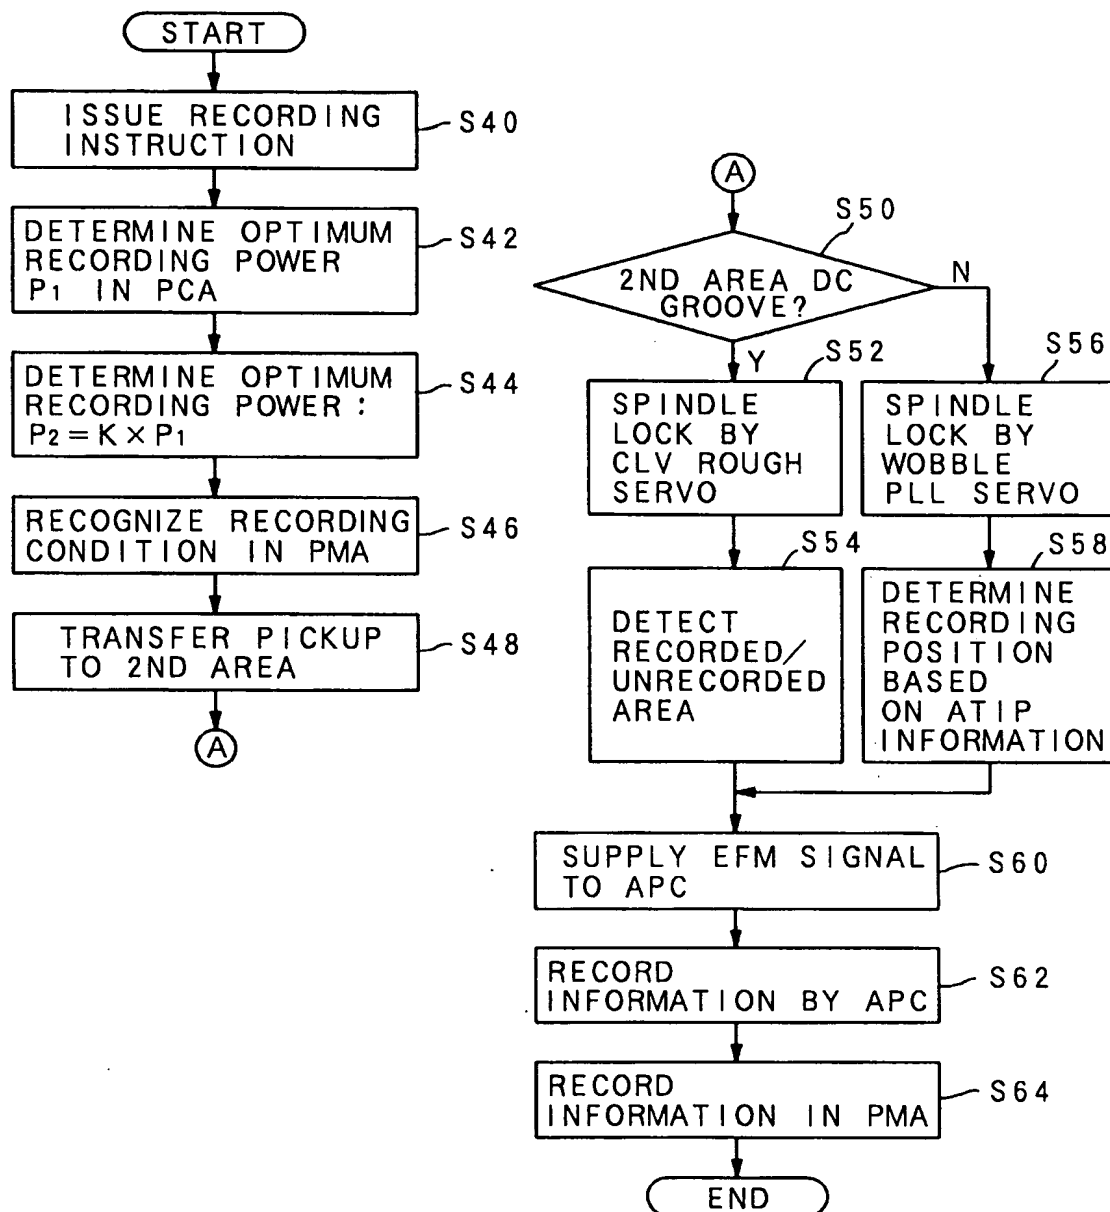 START
ISSUE RECORDING
INSTRUCTION
S40
DETERMINE OPTIMUM
RECORDING POWER
P1 IN PCA
S42
DETERMINE OPTIMUM
RECORDING POWER:
P2=K×P1
S44
RECOGNIZE RECORDING
CONDITION IN PMA
S46
TRANSFER PICKUP
TO 2ND AREA
S48
A
A
S50
2ND AREA DC
GROOVE?
N
Y
S52
SPINDLE
LOCK BY
CLV ROUGH
SERVO
S56
SPINDLE
LOCK BY
WOBBLE
PLL SERVO
S54
DETECT
RECORDED/
UNRECORDED
AREA
S58
DETERMINE
RECORDING
POSITION
BASED
ON ATIP
INFORMATION
SUPPLY EFM SIGNAL
TO APC
S60
RECORD
INFORMATION BY APC
S62
RECORD
INFORMATION IN PMA
S64
END